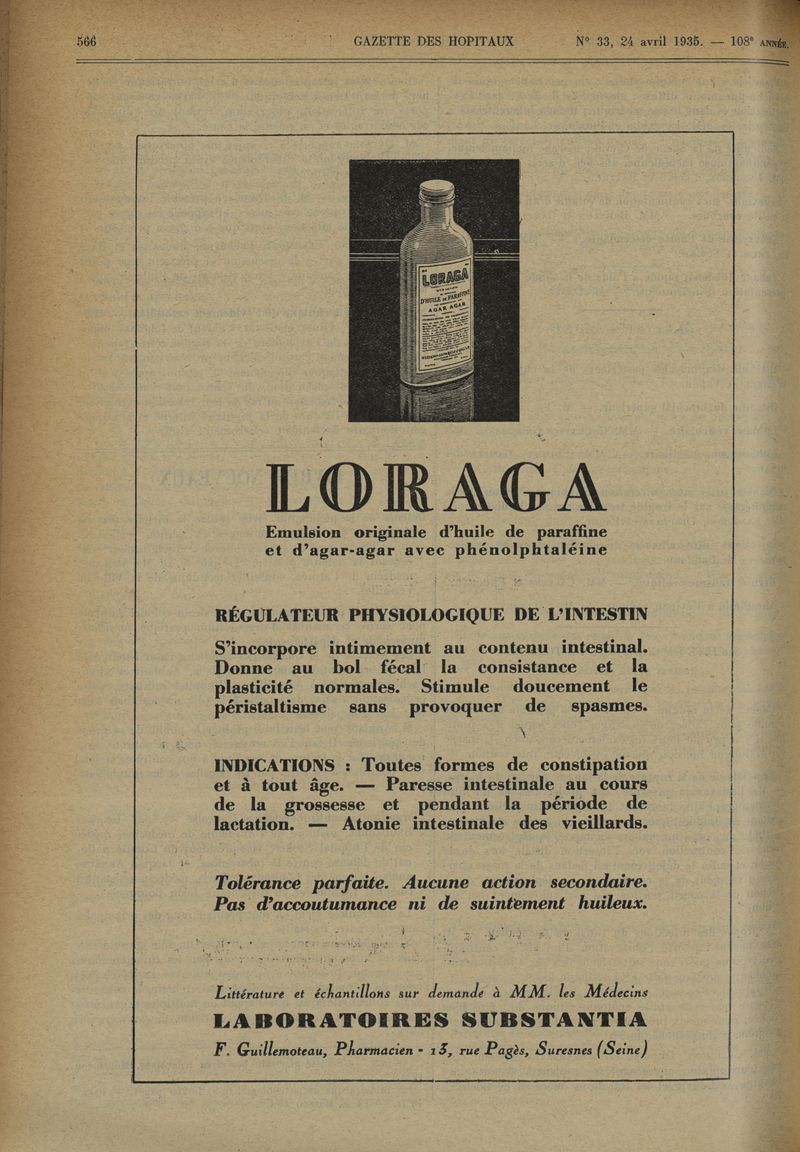 566
GAZETTE DES HOPITAUX
N° 33, 24 avril 1935. — 108e ANNÉE.
LORAGA
D'HUILE DE PARAFFINE
AGAR AGAR
LORAGA
Emulsion originale d'huile de paraffine
et d'agar-agar avec phénolphtaléine
RÉGULATEUR PHYSIOLOGIQUE DE L'INTESTIN
S'incorpore intimement au contenu intestinal.
Donne au bol fécal la consistance et la
plasticité normales. Stimule doucement le
péristaltisme sans provoquer de spasmes.
INDICATIONS : Toutes formes de constipation
et à tout âge. — Paresse intestinale au cours
de la grossesse et pendant la période de
lactation. — Atonie intestinale des vieillards.
Tolérance parfaite. Aucune action secondaire.
Pas d'accoutumance ni de suintement huileux.
Littérature et échantillons sur demande à MM. les Médecins
LABORATOIRES SUBSTANTIA
F. Guillemoteau, Pharmacien - 13, rue Pagès, Suresnes (Seine)